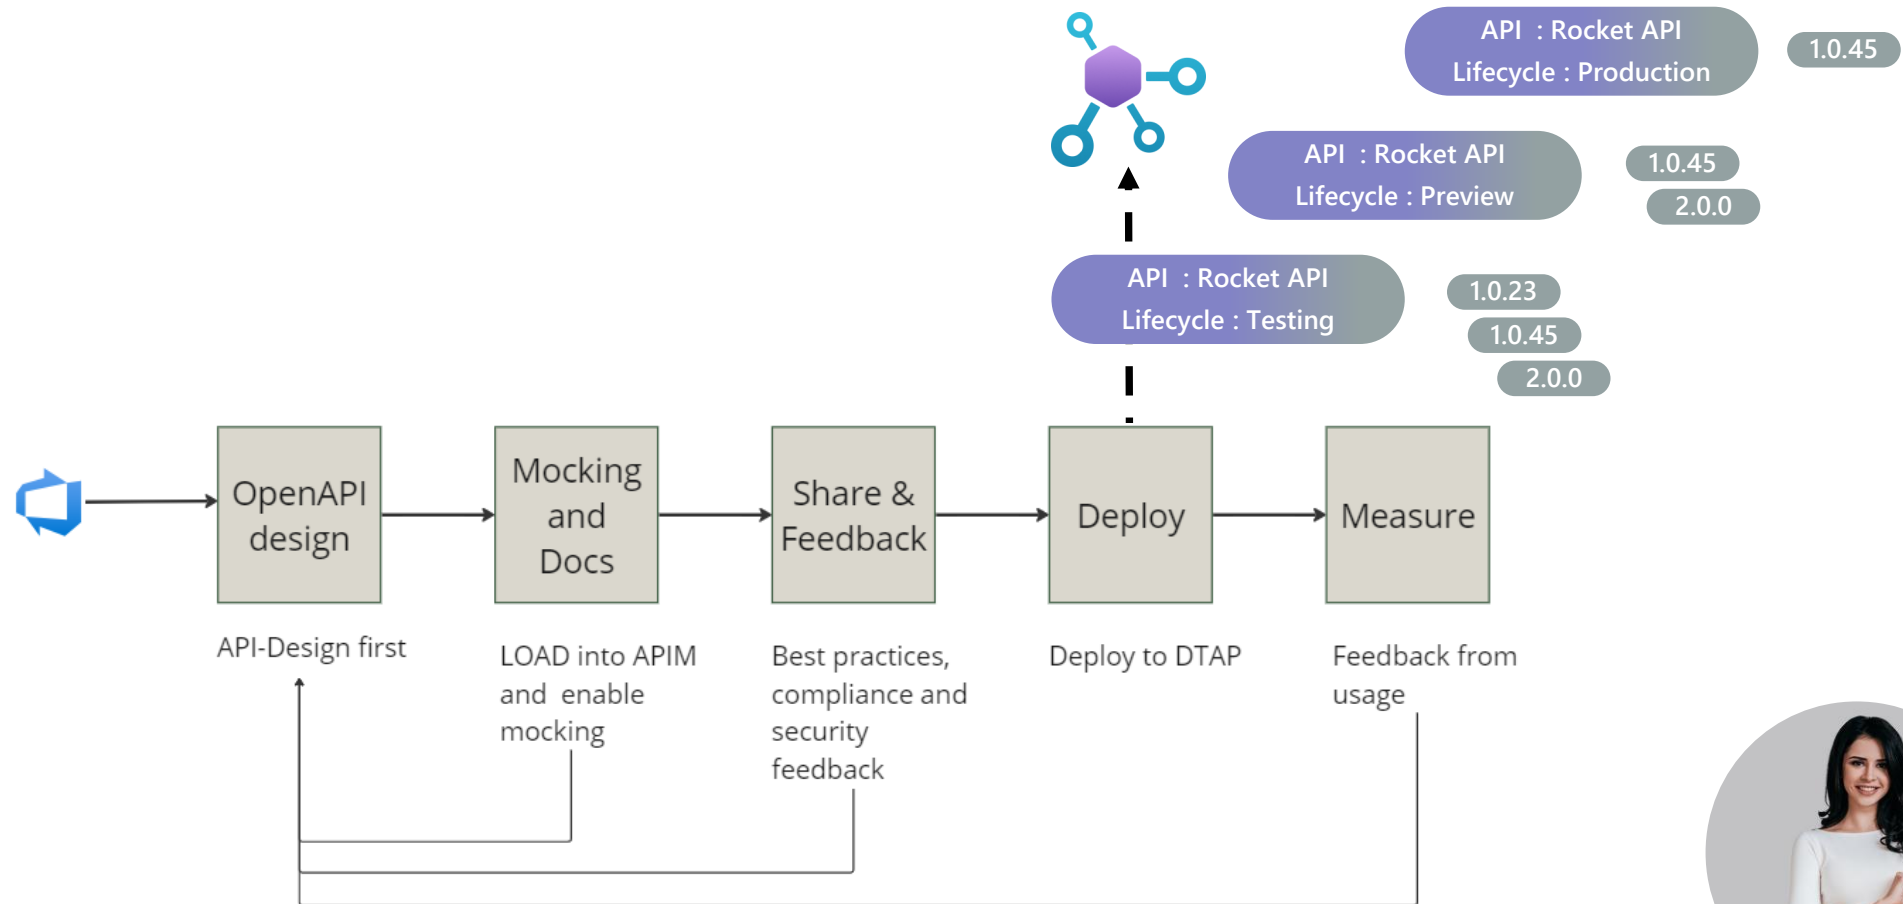 API : Rocket API
Lifecycle : Production
1.0.45
API : Rocket API
Lifecycle : Preview
1.0.45
2.0.0
API : Rocket API
Lifecycle : Testing
1.0.23
1.0.45
2.0.0
OpenAPI
design
Mocking
and
Docs
Share &
Feedback
Deploy
Measure
API-Design first
LOAD into APIM
and enable
mocking
Best practices,
compliance and
security
feedback
Deploy to DTAP
Feedback from
usage